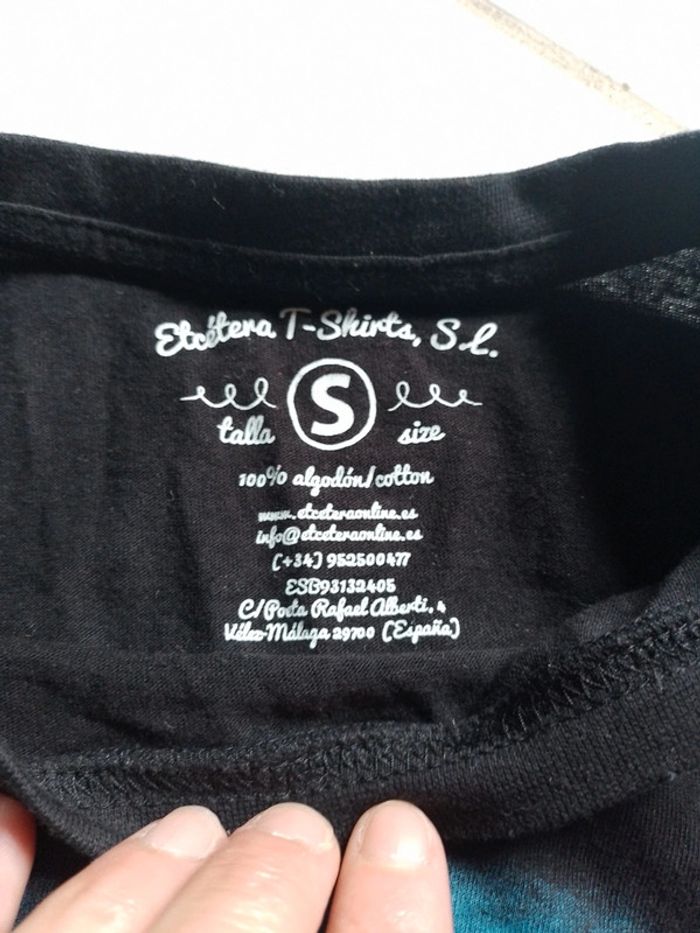 Etcétera T-Shirts, S.L.
S
talla size
100% algodón/cotton
www.etceteraonline.es
info@etceteraonline.es
(+34) 952500477
ESB93132405
C/Poeta Rafael Alberti. 4
Vélez-Málaga 29700 (España)